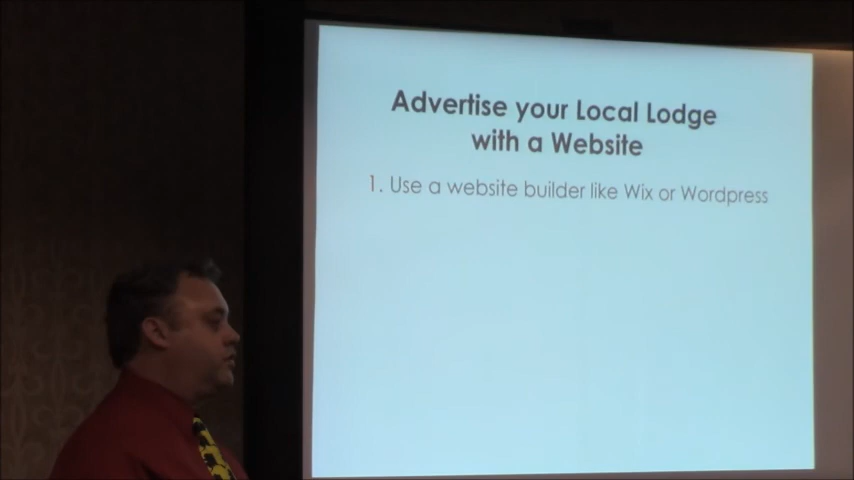 Advertise your Local Lodge
with a Website
1. Use a website builder like Wix or Wordpress